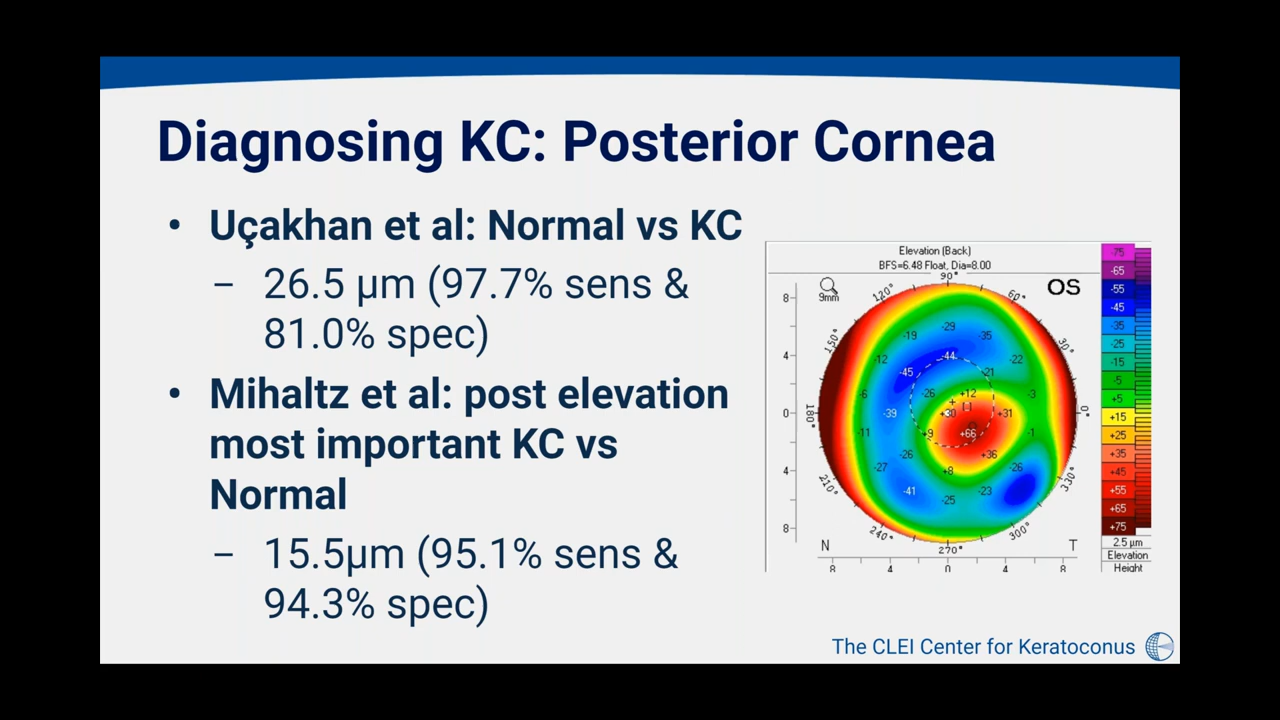 Diagnosing KC: Posterior Cornea
• Uçakhan et al: Normal vs KC
– 26.5 µm (97.7% sens &
81.0% spec)
• Mihaltz et al: post elevation
most important KC vs
Normal
– 15.5µm (95.1% sens &
94.3% spec)
Elevation (Back)
BFS=6.48 Float, Dia=8.00
OS
9mm
90°
120° 60°
150° 30°
180° 0°
210° 330°
240° 300°
270°
8
4
0
4
8
-29
-19 -35
-44
-12 -22
-45 -21
-6 -26 +12 -3
-39 +30 +31
-11 +9 +66 -1
-26 +36
-27 +8 -26
-41 -23
-25
N T
8 4 0 4 8
-75
-65
-55
-45
-35
-25
-15
-5
+5
+15
+25
+35
+45
+55
+65
+75
2.5 µm
Elevation
Height
The CLEI Center for Keratoconus